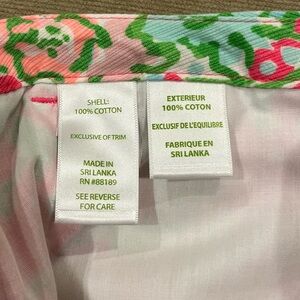 SHELL:
100% COTTON
EXCLUSIVE OF TRIM
MADE IN
SRI LANKA
RN #88189
SEE REVERSE
FOR CARE
EXTERIEUR
100% COTTON
EXCLUSIF DE L'EQUILIBRE
FABRIQUE EN
SRI LANKA